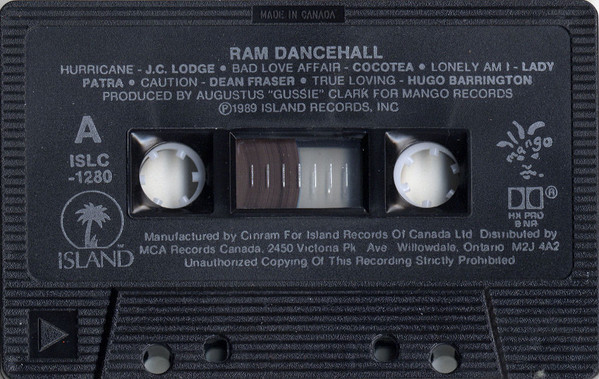 MADE IN CANADA
RAM DANCEHALL
HURRICANE - J.C. LODGE • BAD LOVE AFFAIR - COCOTEA • LONELY AM I - LADY
PATRA • CAUTION - DEAN FRASER • TRUE LOVING - HUGO BARRINGTON
PRODUCED BY AUGUSTUS "GUSSIE" CLARK FOR MANGO RECORDS
℗1989 ISLAND RECORDS, INC
A
ISLC
-1280
mango
HX PRO
B NR
ISLAND
Manufactured by Cinram For Island Records Of Canada Ltd Distributed by
MCA Records Canada, 2450 Victoria Pk Ave Willowdale, Ontario M2J 4A2
Unauthorized Copying Of This Recording Strictly Prohibited